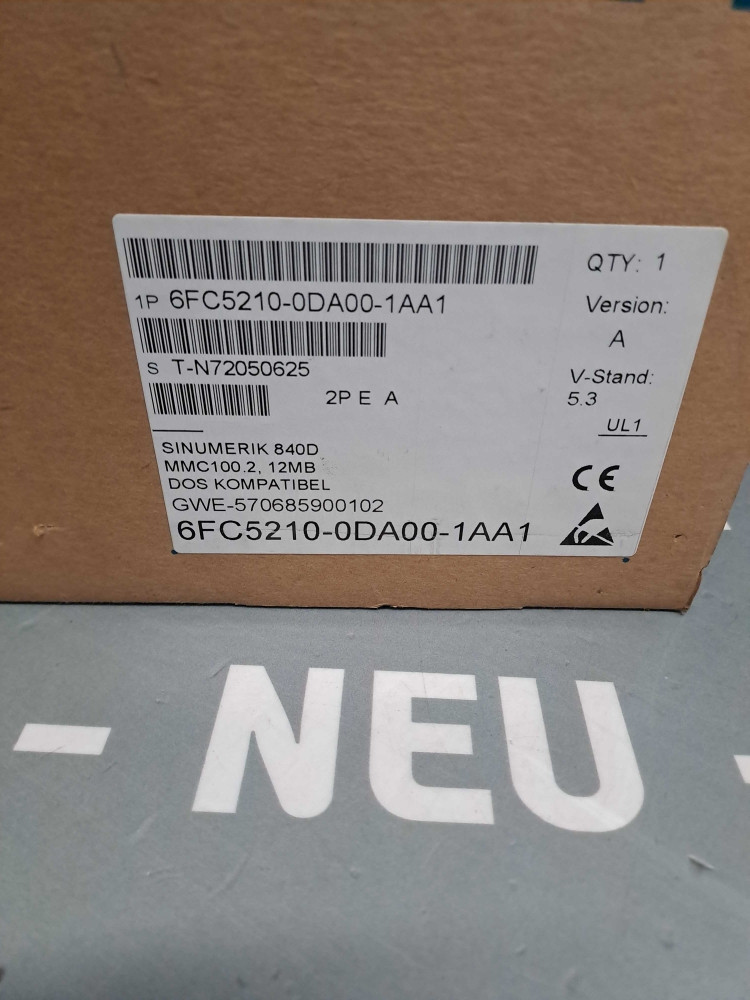 QTY: 1
1P 6FC5210-0DA00-1AA1
Version:
A
S T-N72050625
V-Stand:
5.3
2P E A
UL1
SINUMERIK 840D
MMC100.2, 12MB
DOS KOMPATIBEL
CE
GWE-570685900102
6FC5210-0DA00-1AA1
- NEU